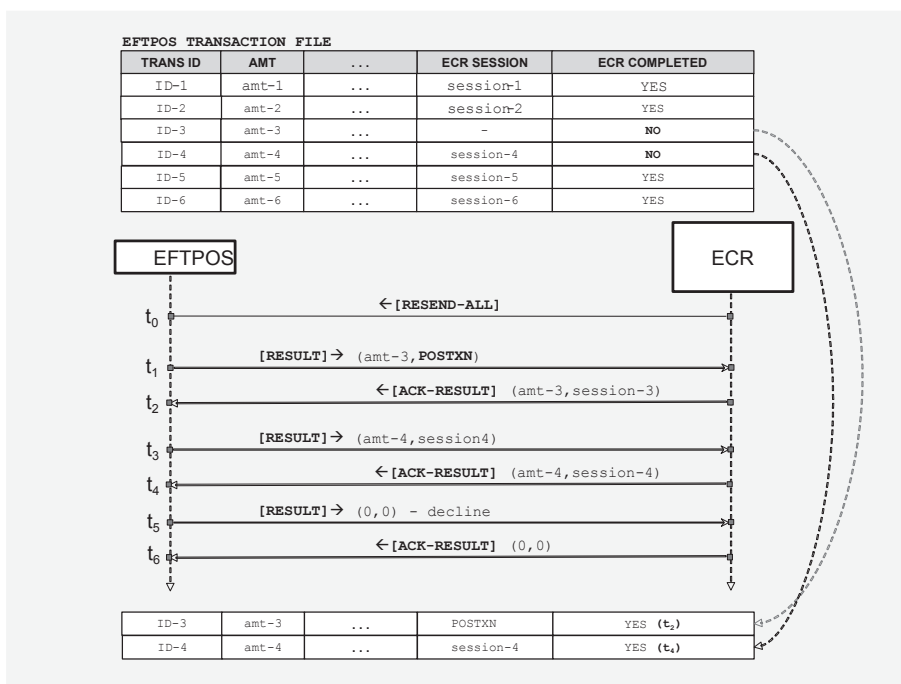 EFTPOS TRANSACTION FILE
TRANS ID AMT ... ECR SESSION ECR COMPLETED
ID-1 amt-1 ... session-1 YES
ID-2 amt-2 ... session-2 YES
ID-3 amt-3 ... - NO
ID-4 amt-4 ... session-4 NO
ID-5 amt-5 ... session-5 YES
ID-6 amt-6 ... session-6 YES
EFTPOS ECR
t0 ←[RESEND-ALL]
t1 [RESULT]→ (amt-3,POSTXN)
t2 ←[ACK-RESULT] (amt-3,session-3)
t3 [RESULT]→ (amt-4,session4)
t4 ←[ACK-RESULT] (amt-4,session-4)
t5 [RESULT]→ (0,0) - decline
t6 ←[ACK-RESULT] (0,0)
ID-3 amt-3 ... POSTXN YES (t2)
ID-4 amt-4 ... session-4 YES (t4)